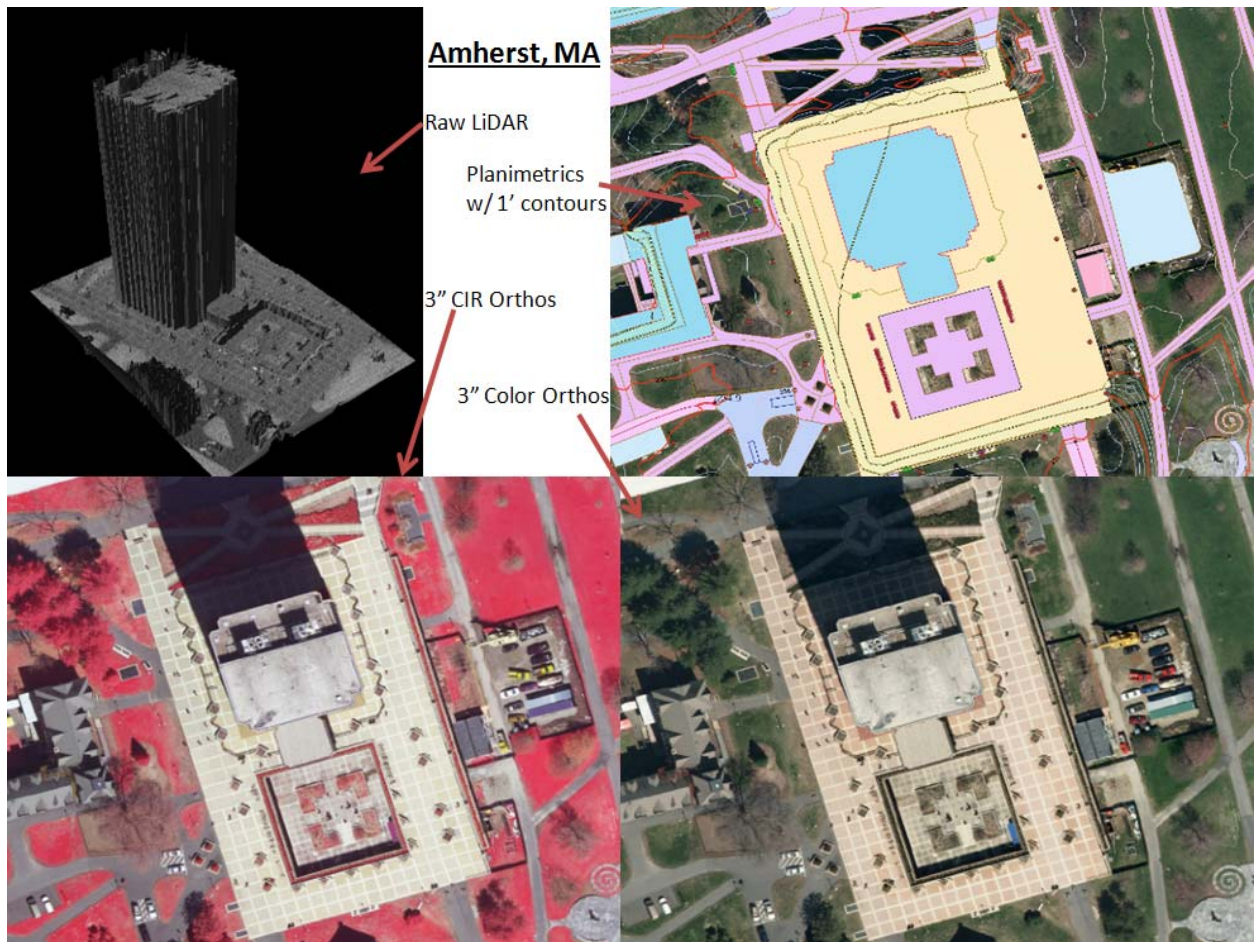 Amherst, MA
Raw LiDAR
Planimetrics
w/ 1’ contours
3” CIR Orthos
3” Color Orthos